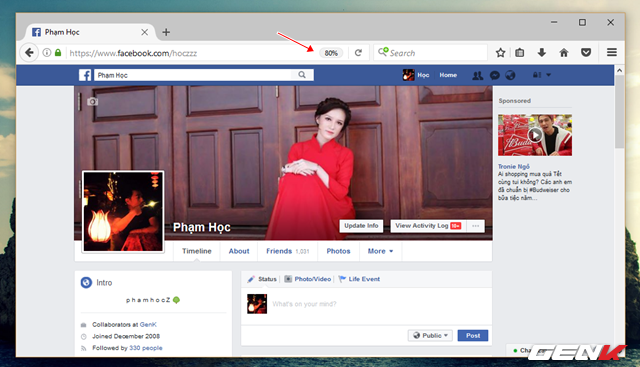 Phạm Học
https://www.facebook.com/hoczzz
80%
Search
Phạm Học
Học
Home
Phạm Học
Update Info
View Activity Log 10+
Timeline
About
Friends 1,031
Photos
More
Sponsored
Tronie Ngô
Ai shopping mua quà Tết cùng tui không? Các anh em đã chuẩn bị #Budweiser cho bữa tiệc năm...
Intro
p h a m h o c Z
Collaborators at GenK
Joined December 2008
Followed by 330 people
Status
Photo/Video
Life Event
What's on your mind?
Public
Post
GENK